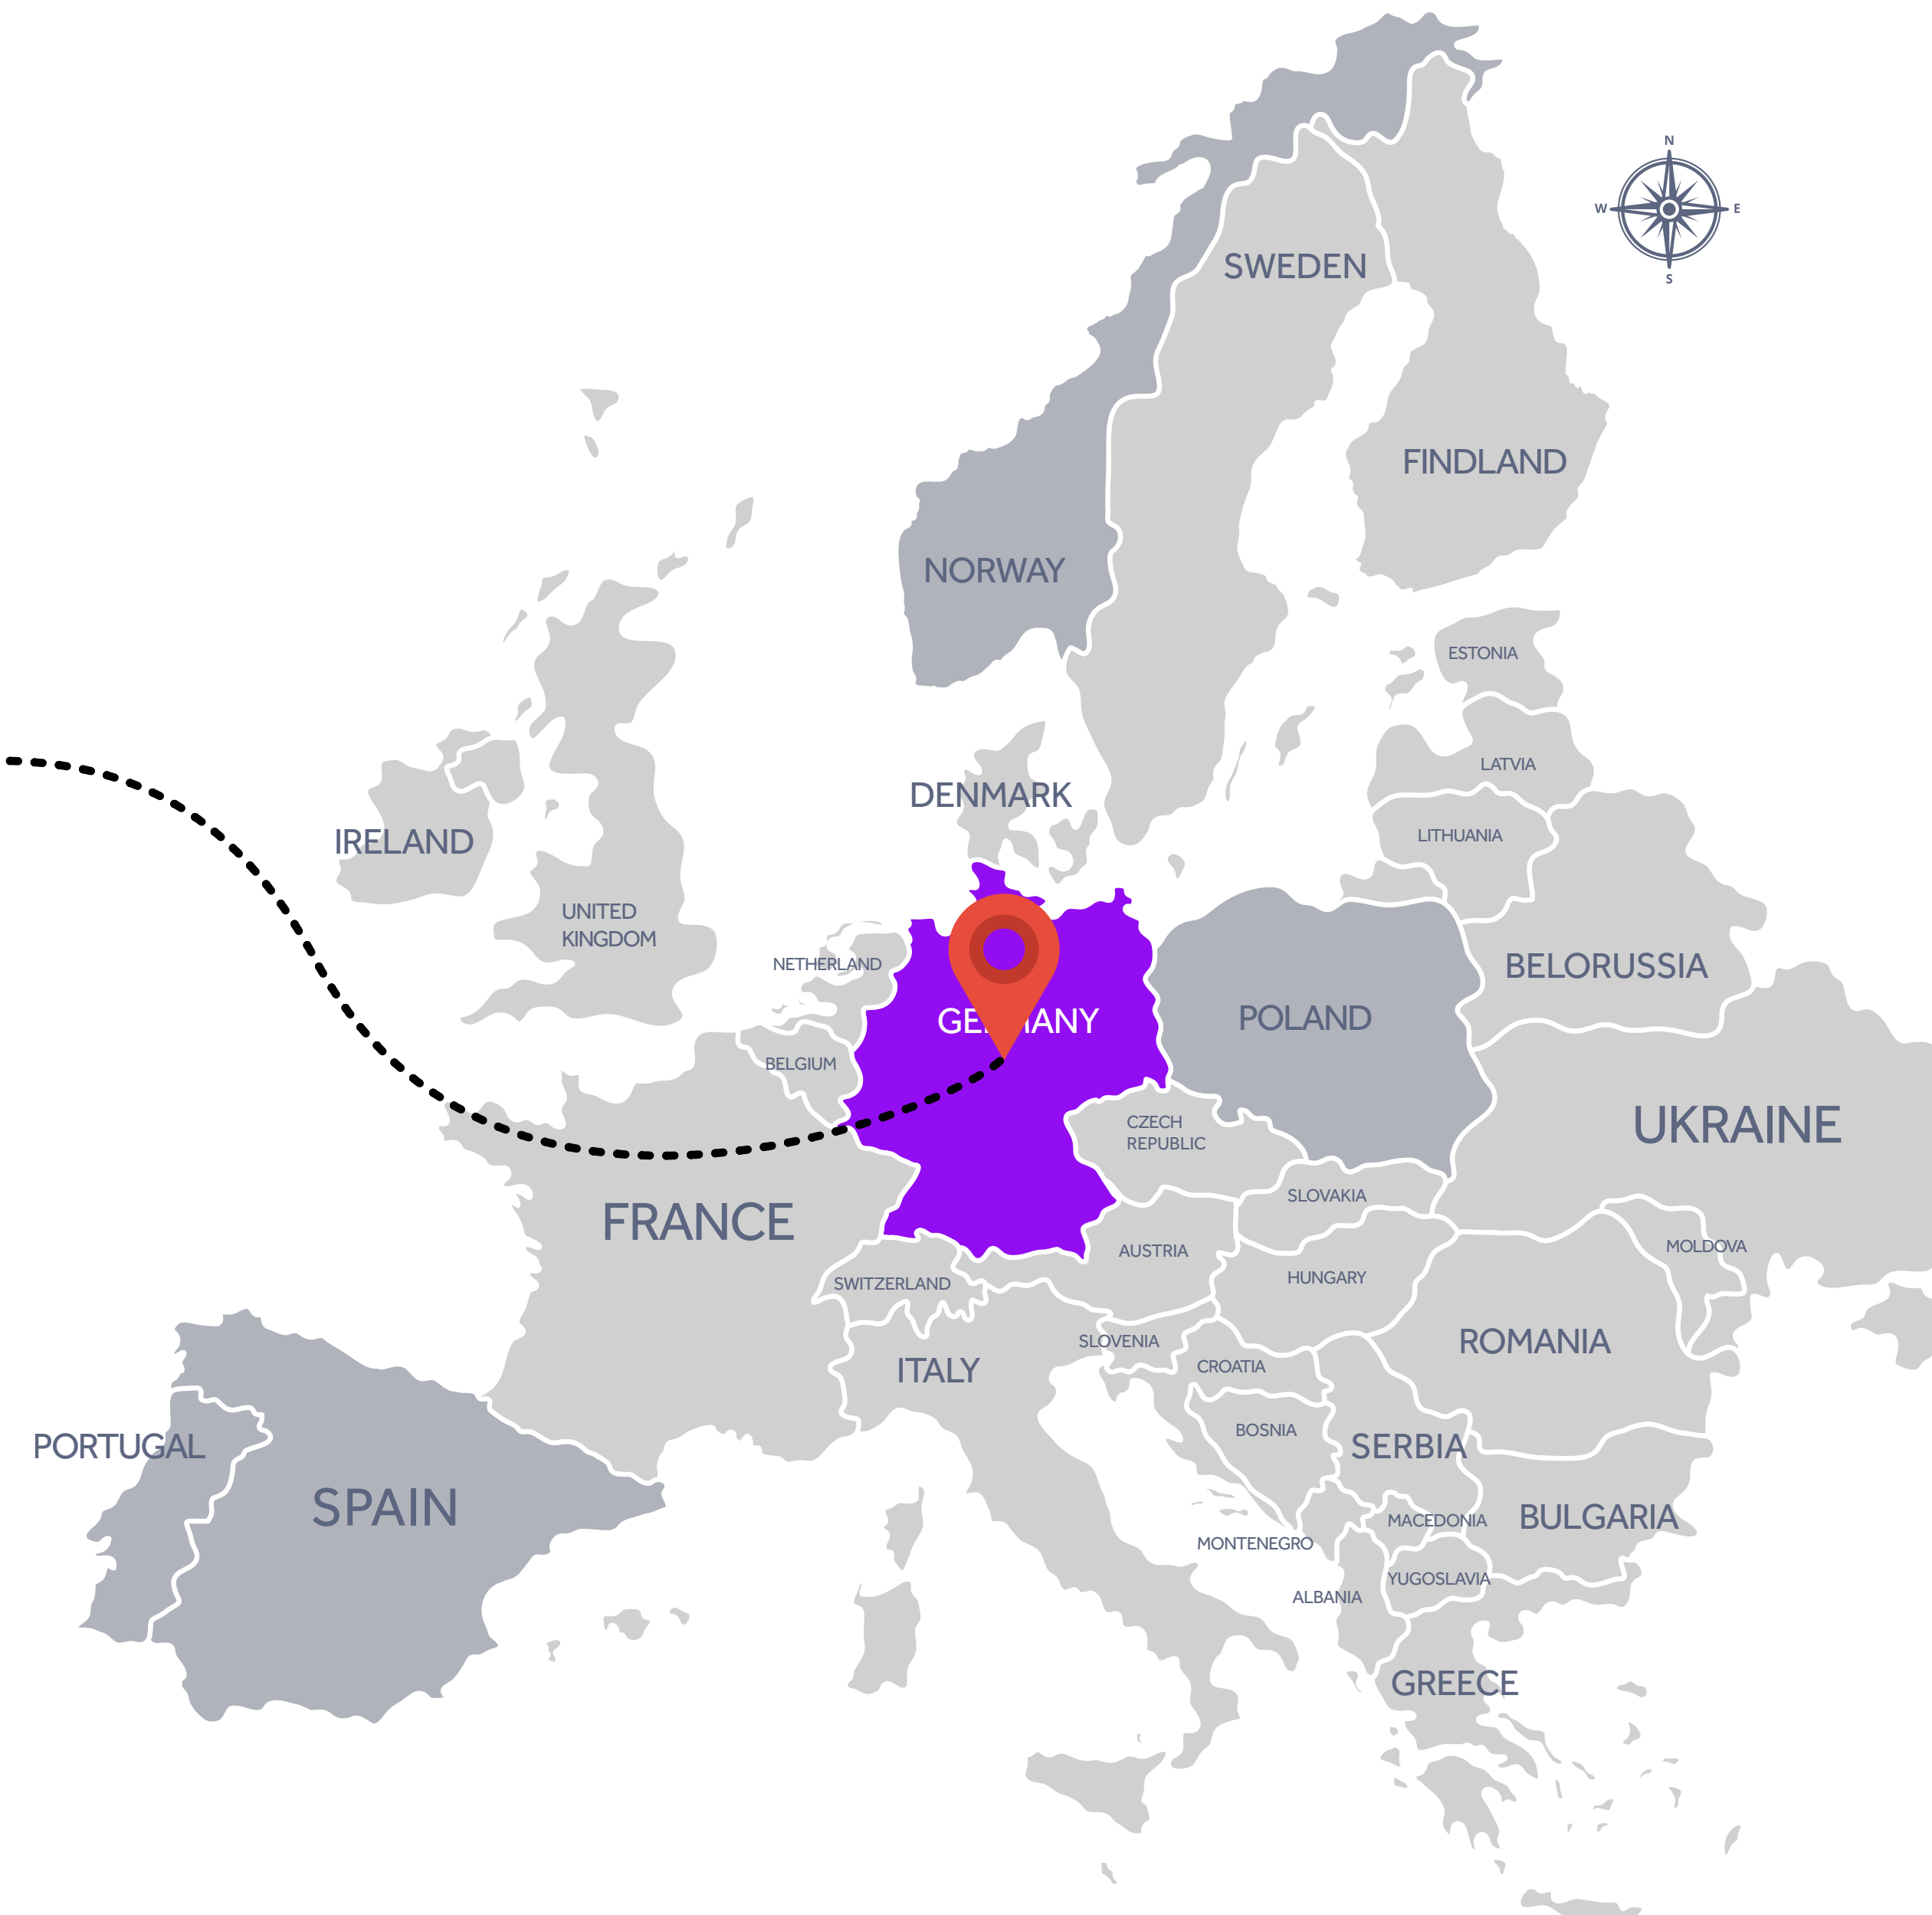 N
W
E
S
SWEDEN
FINDLAND
NORWAY
ESTONIA
LATVIA
DENMARK
LITHUANIA
IRELAND
UNITED
KINGDOM
NETHERLAND
BELORUSSIA
GERMANY
POLAND
BELGIUM
CZECH
REPUBLIC
UKRAINE
SLOVAKIA
FRANCE
AUSTRIA
MOLDOVA
HUNGARY
SWITZERLAND
SLOVENIA
ROMANIA
CROATIA
ITALY
BOSNIA
PORTUGAL
SERBIA
SPAIN
MACEDONIA
BULGARIA
MONTENEGRO
YUGOSLAVIA
ALBANIA
GREECE